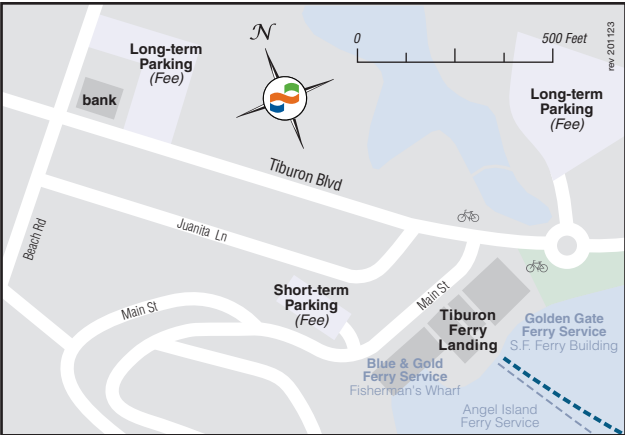 N
0
500 Feet
rev 201123
Long-term
Parking
(Fee)
bank
Long-term
Parking
(Fee)
Tiburon Blvd
Juanita Ln
Beach Rd
Short-term
Parking
(Fee)
Main St
Main St
Tiburon
Ferry
Landing
Golden Gate
Ferry Service
S.F. Ferry Building
Blue & Gold
Ferry Service
Fisherman's Wharf
Angel Island
Ferry Service